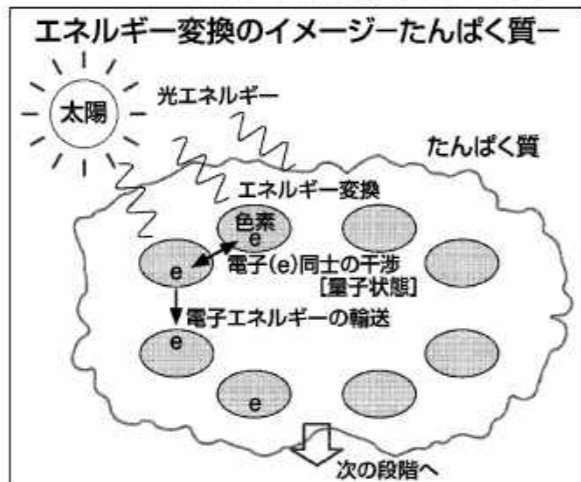 エネルギー変換のイメージーたんぱく質ー
太陽
光エネルギー
たんぱく質
エネルギー変換
色素
e
e
電子(e)同士の干渉
[量子状態]
電子エネルギーの輸送
e
e
次の段階へ